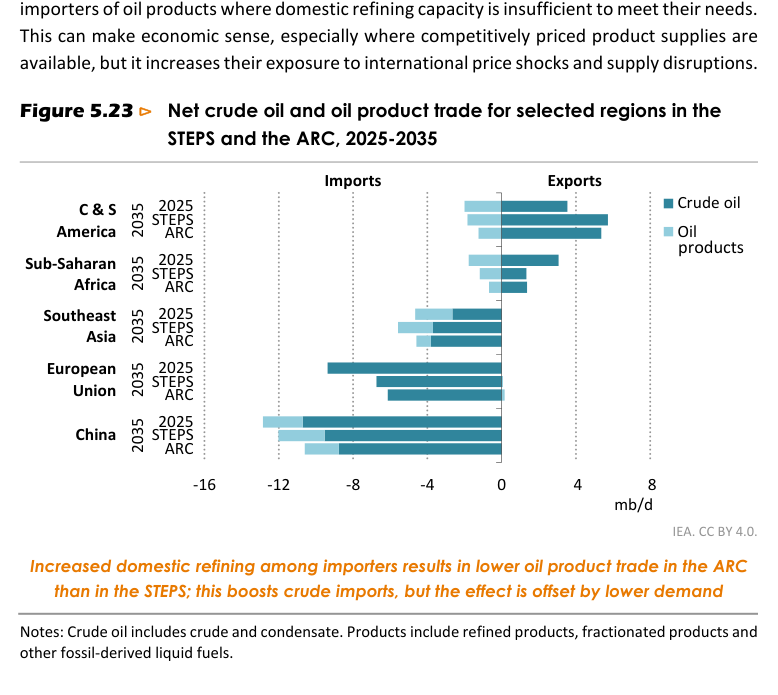 importers of oil products where domestic refining capacity is insufficient to meet their needs.
This can make economic sense, especially where competitively priced product supplies are
available, but it increases their exposure to international price shocks and supply disruptions.
Figure 5.23 ⊳ Net crude oil and oil product trade for selected regions in the
STEPS and the ARC, 2025-2035
Imports Exports
C & S
America
2035
2025
STEPS
ARC
Sub-Saharan
Africa
2035
2025
STEPS
ARC
Southeast
Asia
2035
2025
STEPS
ARC
European
Union
2035
2025
STEPS
ARC
China
2035
2025
STEPS
ARC
Crude oil
Oil
products
-16 -12 -8 -4 0 4 8
mb/d
IEA. CC BY 4.0.
Increased domestic refining among importers results in lower oil product trade in the ARC
than in the STEPS; this boosts crude imports, but the effect is offset by lower demand
Notes: Crude oil includes crude and condensate. Products include refined products, fractionated products and
other fossil-derived liquid fuels.